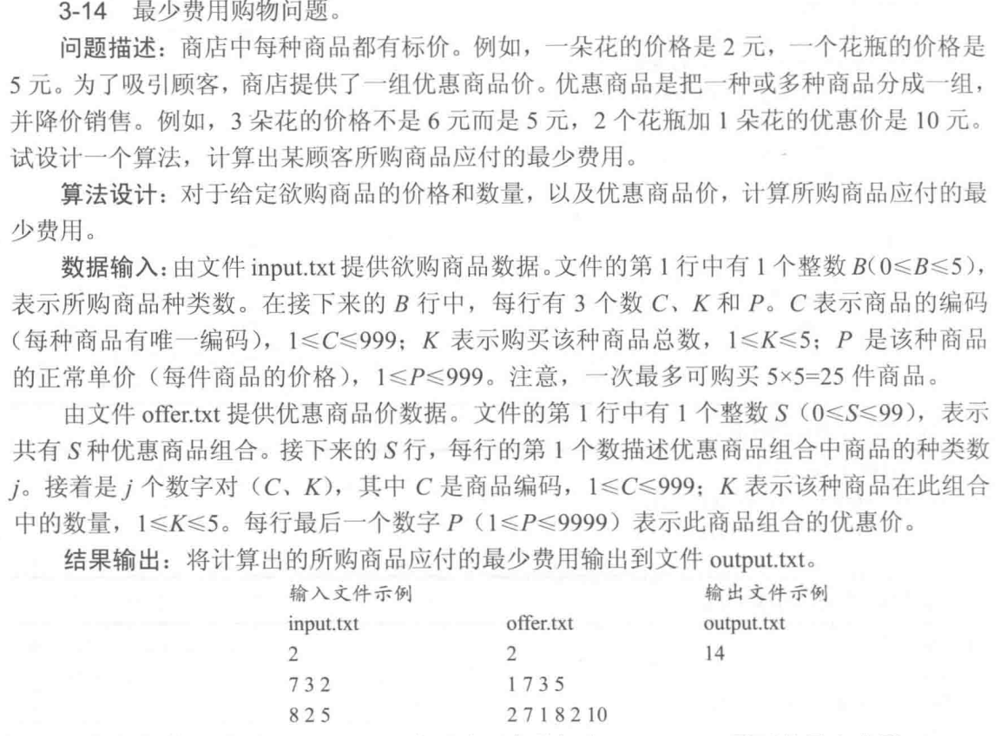 3-14 最少费用购物问题。
问题描述：商店中每种商品都有标价。例如，一朵花的价格是 2 元，一个花瓶的价格是
5 元。为了吸引顾客，商店提供了一组优惠商品价。优惠商品是把一种或多种商品分成一组，
并降价销售。例如，3 朵花的价格不是 6 元而是 5 元，2 个花瓶加 1 朵花的优惠价是 10 元。
试设计一个算法，计算出某顾客所购商品应付的最少费用。
算法设计：对于给定欲购商品的价格和数量，以及优惠商品价，计算所购商品应付的最
少费用。
数据输入：由文件 input.txt 提供欲购商品数据。文件的第 1 行中有 1 个整数 B（0≤B≤5），
表示所购商品种类数。在接下来的 B 行中，每行有 3 个数 C、K 和 P。C 表示商品的编码
（每种商品有唯一编码），1≤C≤999；K 表示购买该种商品总数，1≤K≤5；P 是该种商品
的正常单价（每件商品的价格），1≤P≤999。注意，一次最多可购买 5×5=25 件商品。
由文件 offer.txt 提供优惠商品价数据。文件的第 1 行中有 1 个整数 S（0≤S≤99），表示
共有 S 种优惠商品组合。接下来的 S 行，每行的第 1 个数描述优惠商品组合中商品的种类数
j。接着是 j 个数字对（C、K），其中 C 是商品编码，1≤C≤999；K 表示该种商品在此组合
中的数量，1≤K≤5。每行最后一个数字 P（1≤P≤9999）表示此商品组合的优惠价。
结果输出：将计算出的所购商品应付的最少费用输出到文件 output.txt。
输入文件示例 输出文件示例
input.txt offer.txt output.txt
2 2 14
7 3 2 1 7 3 5
8 2 5 2 7 1 8 2 10